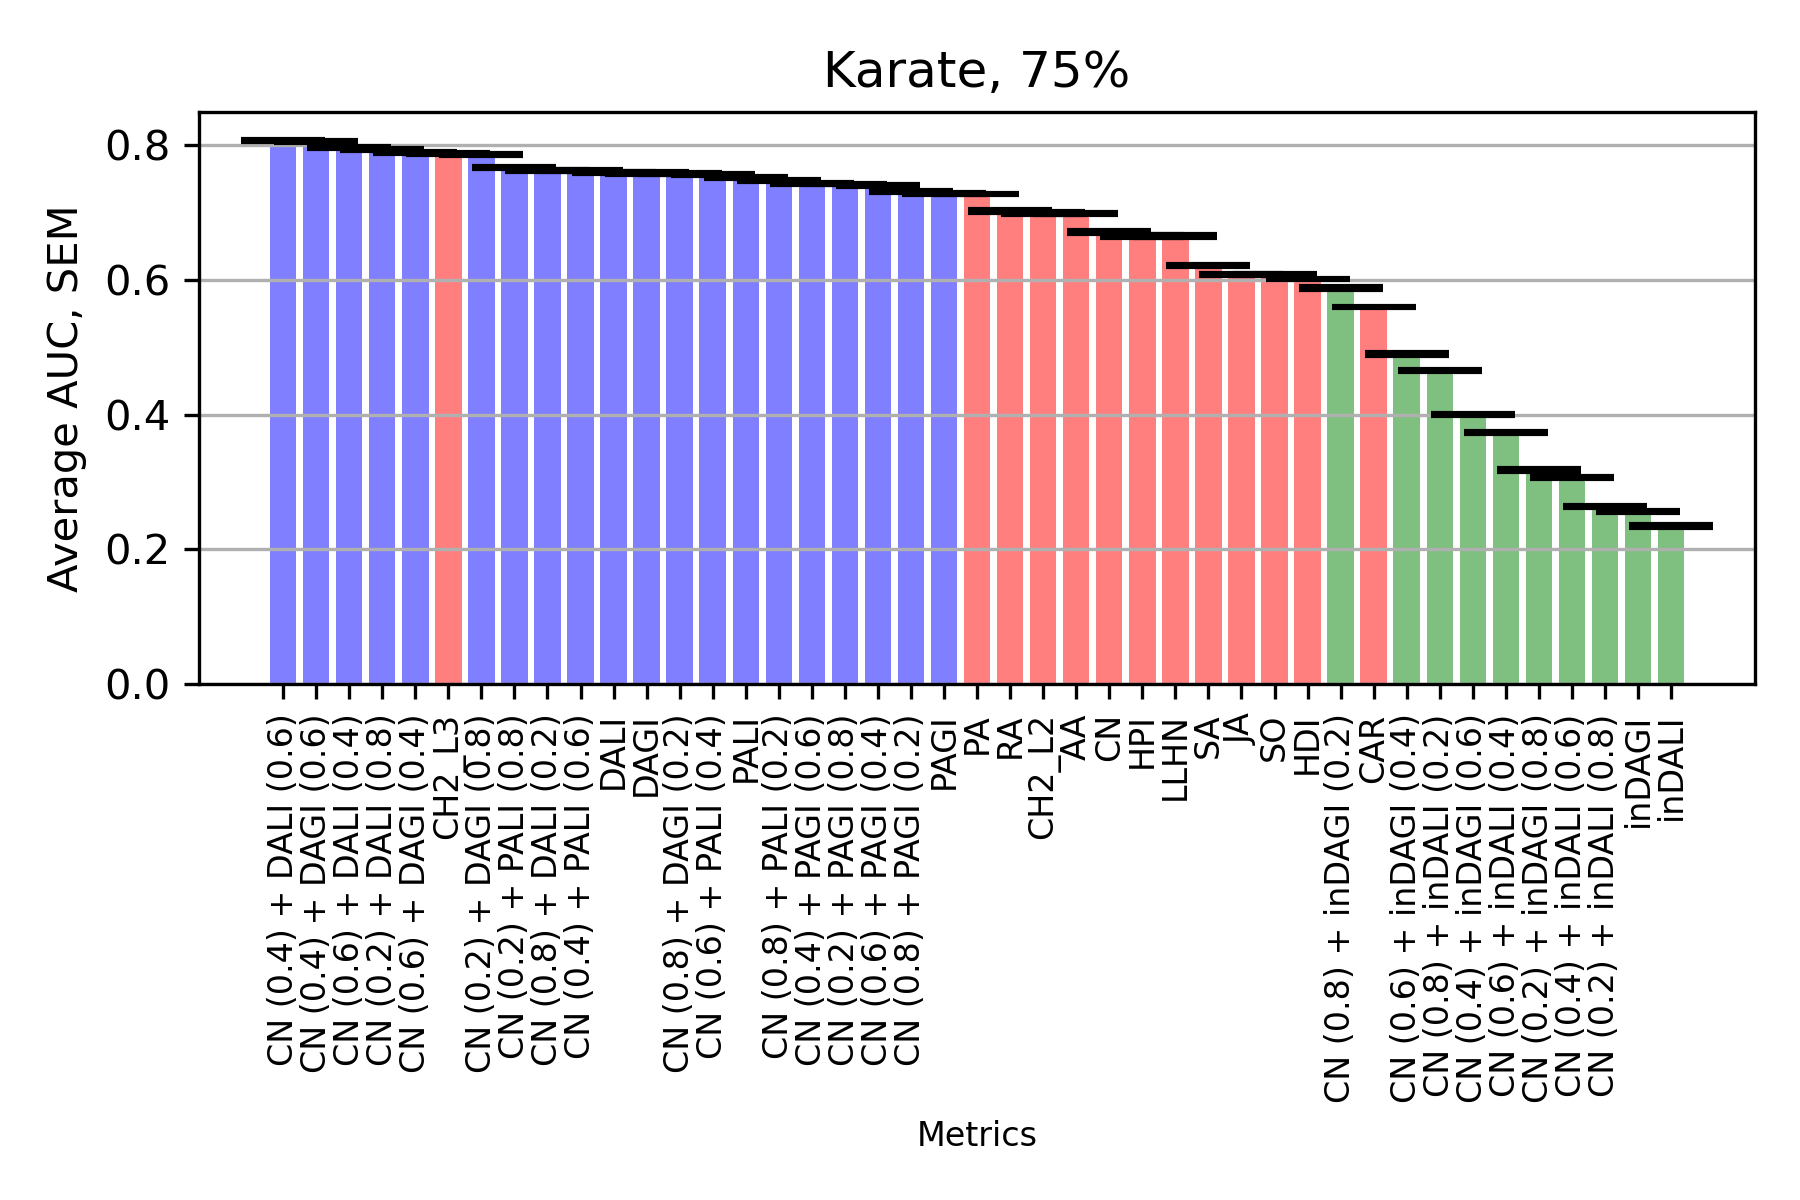 Karate, 75%
Average AUC, SEM
0.8
0.6
0.4
0.2
0.0
CN (0.4) + DALI (0.6)
CN (0.4) + DAGI (0.6)
CN (0.6) + DALI (0.4)
CN (0.2) + DALI (0.8)
CN (0.6) + DAGI (0.4)
CH2_L3
CN (0.2) + DAGI (0.8)
CN (0.2) + PALI (0.8)
CN (0.8) + DALI (0.2)
CN (0.4) + PALI (0.6)
DALI
DAGI
CN (0.8) + DAGI (0.2)
CN (0.6) + PALI (0.4)
PALI
CN (0.8) + PALI (0.2)
CN (0.4) + PAGI (0.6)
CN (0.2) + PAGI (0.8)
CN (0.6) + PAGI (0.4)
CN (0.8) + PAGI (0.2)
PAGI
PA
RA
CH2_L2
_AA
CN
HPI
LLHN
SA
JA
SO
HDI
CN (0.8) + inDAGI (0.2)
CAR
CN (0.6) + inDAGI (0.4)
CN (0.8) + inDALI (0.2)
CN (0.4) + inDAGI (0.6)
CN (0.6) + inDALI (0.4)
CN (0.2) + inDAGI (0.8)
CN (0.4) + inDALI (0.6)
CN (0.2) + inDALI (0.8)
inDAGI
inDALI
Metrics